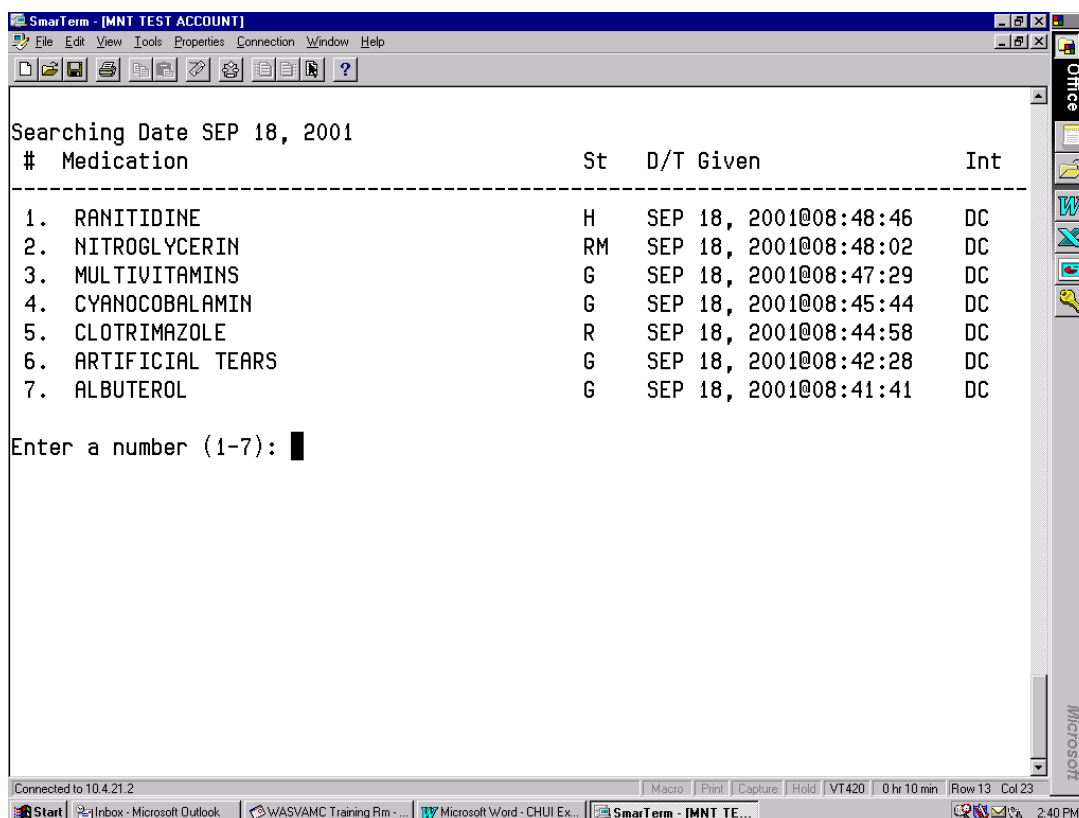 SmarTerm - [MNT TEST ACCOUNT]
File Edit View Tools Properties Connection Window Help
Office
Searching Date SEP 18, 2001
# Medication St D/T Given Int
--------------------------------------------------------------------------------
1. RANITIDINE H SEP 18, 2001@08:48:46 DC
2. NITROGLYCERIN RM SEP 18, 2001@08:48:02 DC
3. MULTIVITAMINS G SEP 18, 2001@08:47:29 DC
4. CYANOCOBALAMIN G SEP 18, 2001@08:45:44 DC
5. CLOTRIMAZOLE R SEP 18, 2001@08:44:58 DC
6. ARTIFICIAL TEARS G SEP 18, 2001@08:42:28 DC
7. ALBUTEROL G SEP 18, 2001@08:41:41 DC
Enter a number (1-7):
Microsoft
Connected to 10.4.21.2 Macro Print Capture Hold VT420 0 hr 10 min Row 13 Col 23
Start Inbox - Microsoft Outlook WASVAMC Training Rm - ... Microsoft Word - CHUI Ex... SmarTerm - [MNT TE... 2:40 PM